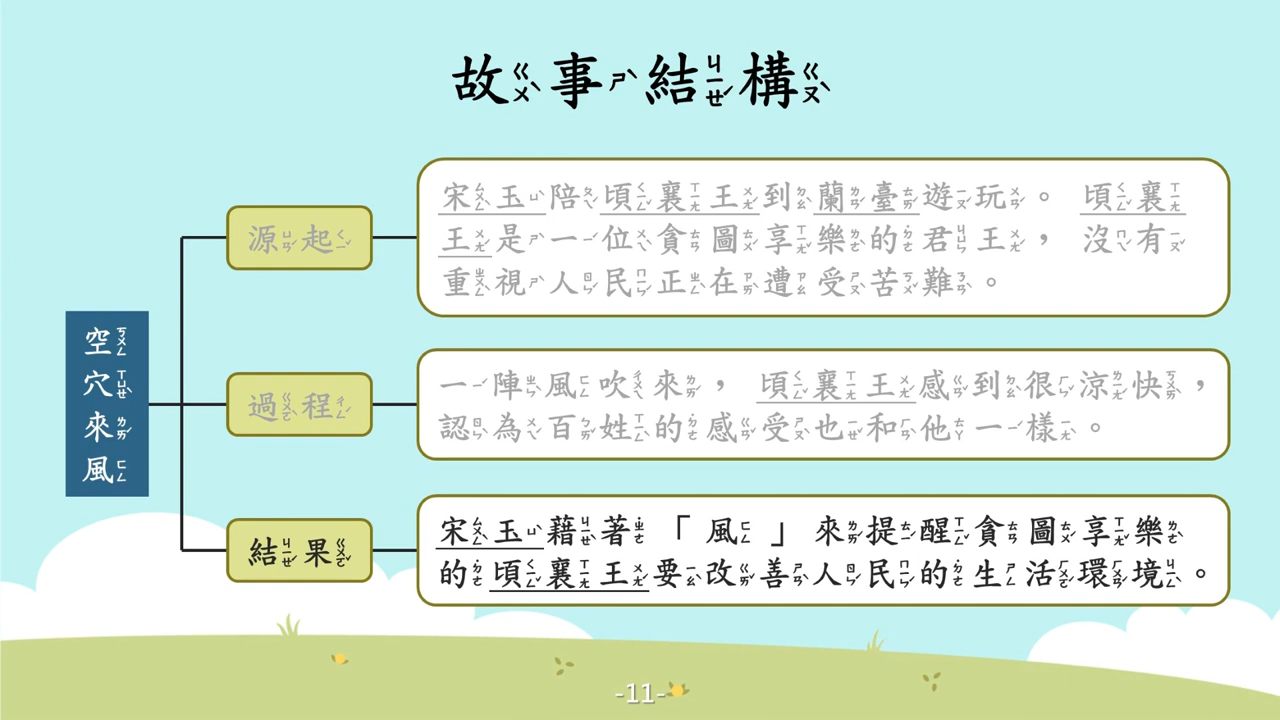 故事結構
空穴來風
源起
宋玉陪頃襄王到蘭臺遊玩。頃襄
王是一位貪圖享樂的君王，沒有
重視人民正在遭受苦難。
過程
一陣風吹來，頃襄王感到很涼快，
認為百姓的感受也和他一樣。
結果
宋玉藉著「風」來提醒貪圖享樂
的頃襄王要改善人民的生活環境。
-11-